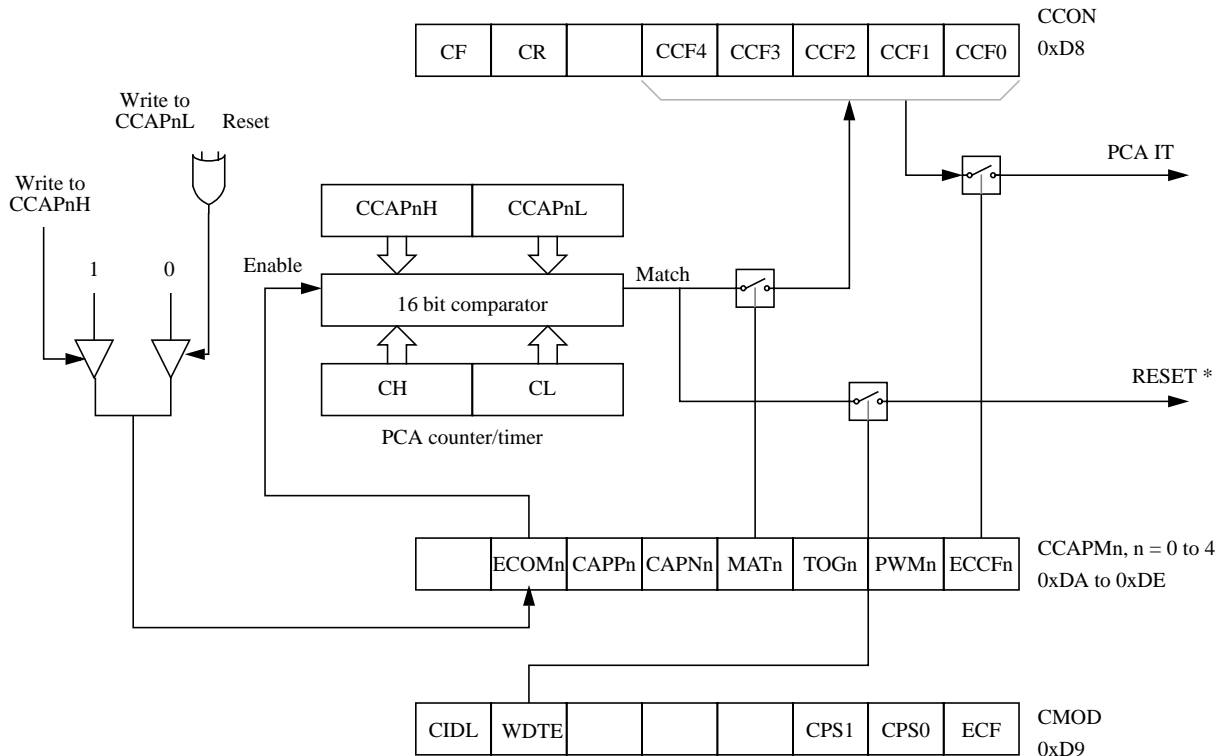 CCON
0xD8
CF CR CCF4 CCF3 CCF2 CCF1 CCF0
Write to
CCAPnL Reset
PCA IT
Write to
CCAPnH
CCAPnH CCAPnL
1 0
Enable
Match
16 bit comparator
CH CL
PCA counter/timer
RESET *
ECOMn CAPPn CAPNn MATn TOGn PWMn ECCFn
CCAPMn, n = 0 to 4
0xDA to 0xDE
CIDL WDTE CPS1 CPS0 ECF
CMOD
0xD9